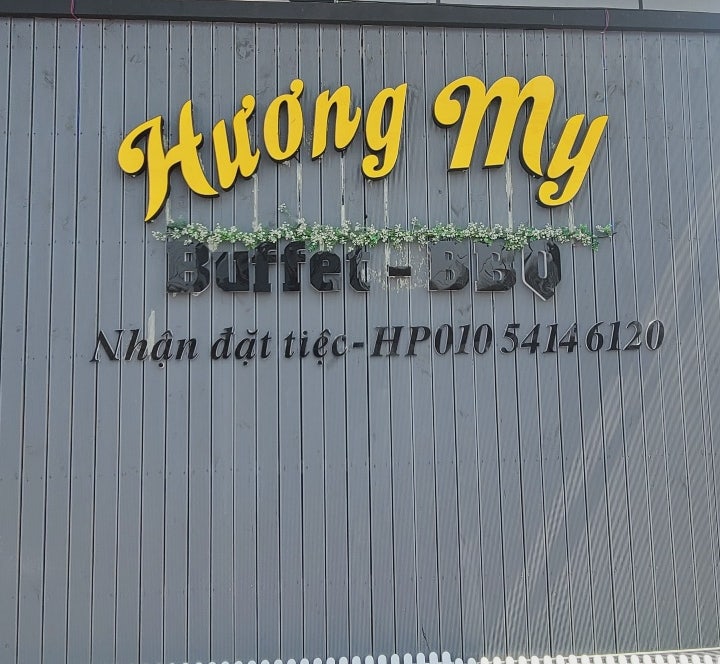 Hương My
Buffet - BBQ
Nhận đặt tiệc-HP010 5414 6120